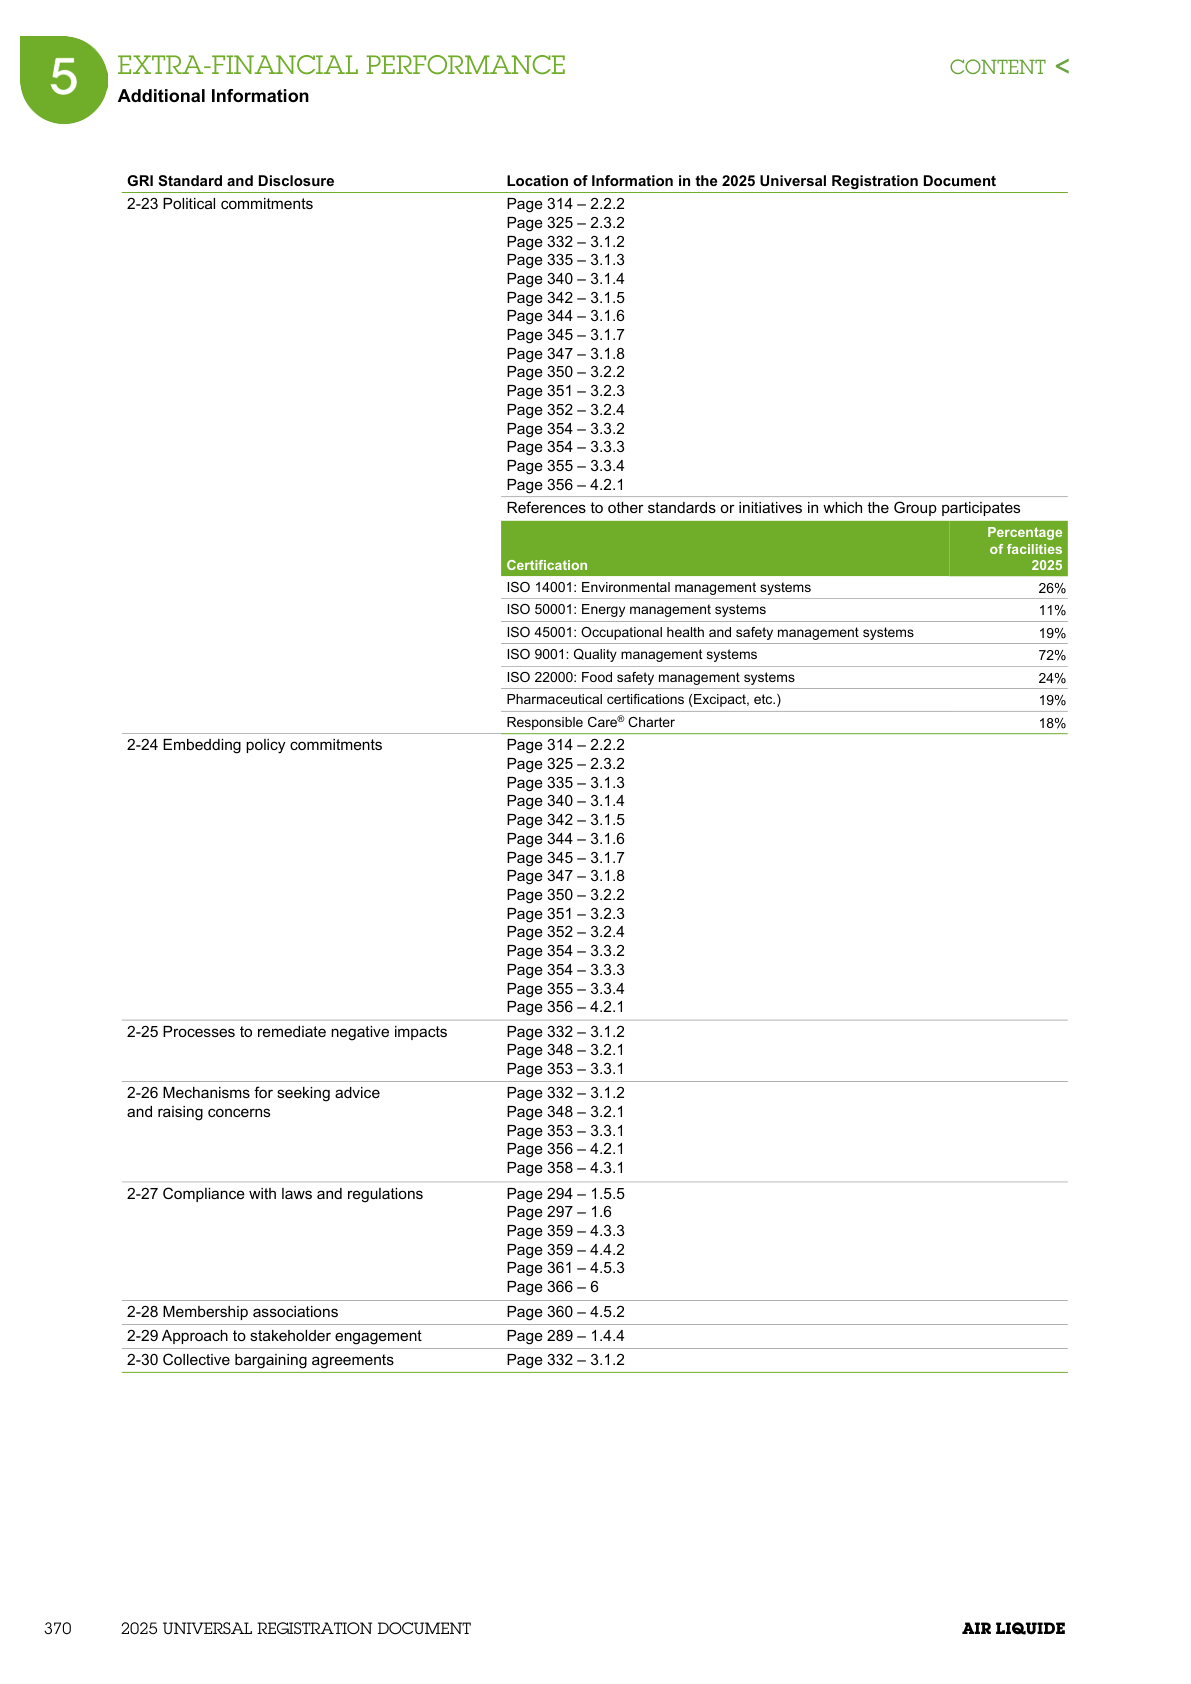 5
EXTRA-FINANCIAL PERFORMANCE
CONTENT <
Additional Information
GRI Standard and Disclosure
Location of Information in the 2025 Universal Registration Document
2-23 Political commitments
Page 314 – 2.2.2
Page 325 – 2.3.2
Page 332 – 3.1.2
Page 335 – 3.1.3
Page 340 – 3.1.4
Page 342 – 3.1.5
Page 344 – 3.1.6
Page 345 – 3.1.7
Page 347 – 3.1.8
Page 350 – 3.2.2
Page 351 – 3.2.3
Page 352 – 3.2.4
Page 354 – 3.3.2
Page 354 – 3.3.3
Page 355 – 3.3.4
Page 356 – 4.2.1
References to other standards or initiatives in which the Group participates
Percentage
of facilities
Certification 2025
ISO 14001: Environmental management systems 26%
ISO 50001: Energy management systems 11%
ISO 45001: Occupational health and safety management systems 19%
ISO 9001: Quality management systems 72%
ISO 22000: Food safety management systems 24%
Pharmaceutical certifications (Excipact, etc.) 19%
Responsible Care® Charter 18%
2-24 Embedding policy commitments
Page 314 – 2.2.2
Page 325 – 2.3.2
Page 335 – 3.1.3
Page 340 – 3.1.4
Page 342 – 3.1.5
Page 344 – 3.1.6
Page 345 – 3.1.7
Page 347 – 3.1.8
Page 350 – 3.2.2
Page 351 – 3.2.3
Page 352 – 3.2.4
Page 354 – 3.3.2
Page 354 – 3.3.3
Page 355 – 3.3.4
Page 356 – 4.2.1
2-25 Processes to remediate negative impacts
Page 332 – 3.1.2
Page 348 – 3.2.1
Page 353 – 3.3.1
2-26 Mechanisms for seeking advice
and raising concerns
Page 332 – 3.1.2
Page 348 – 3.2.1
Page 353 – 3.3.1
Page 356 – 4.2.1
Page 358 – 4.3.1
2-27 Compliance with laws and regulations
Page 294 – 1.5.5
Page 297 – 1.6
Page 359 – 4.3.3
Page 359 – 4.4.2
Page 361 – 4.5.3
Page 366 – 6
2-28 Membership associations
Page 360 – 4.5.2
2-29 Approach to stakeholder engagement
Page 289 – 1.4.4
2-30 Collective bargaining agreements
Page 332 – 3.1.2
370
2025 UNIVERSAL REGISTRATION DOCUMENT
AIR LIQUIDE